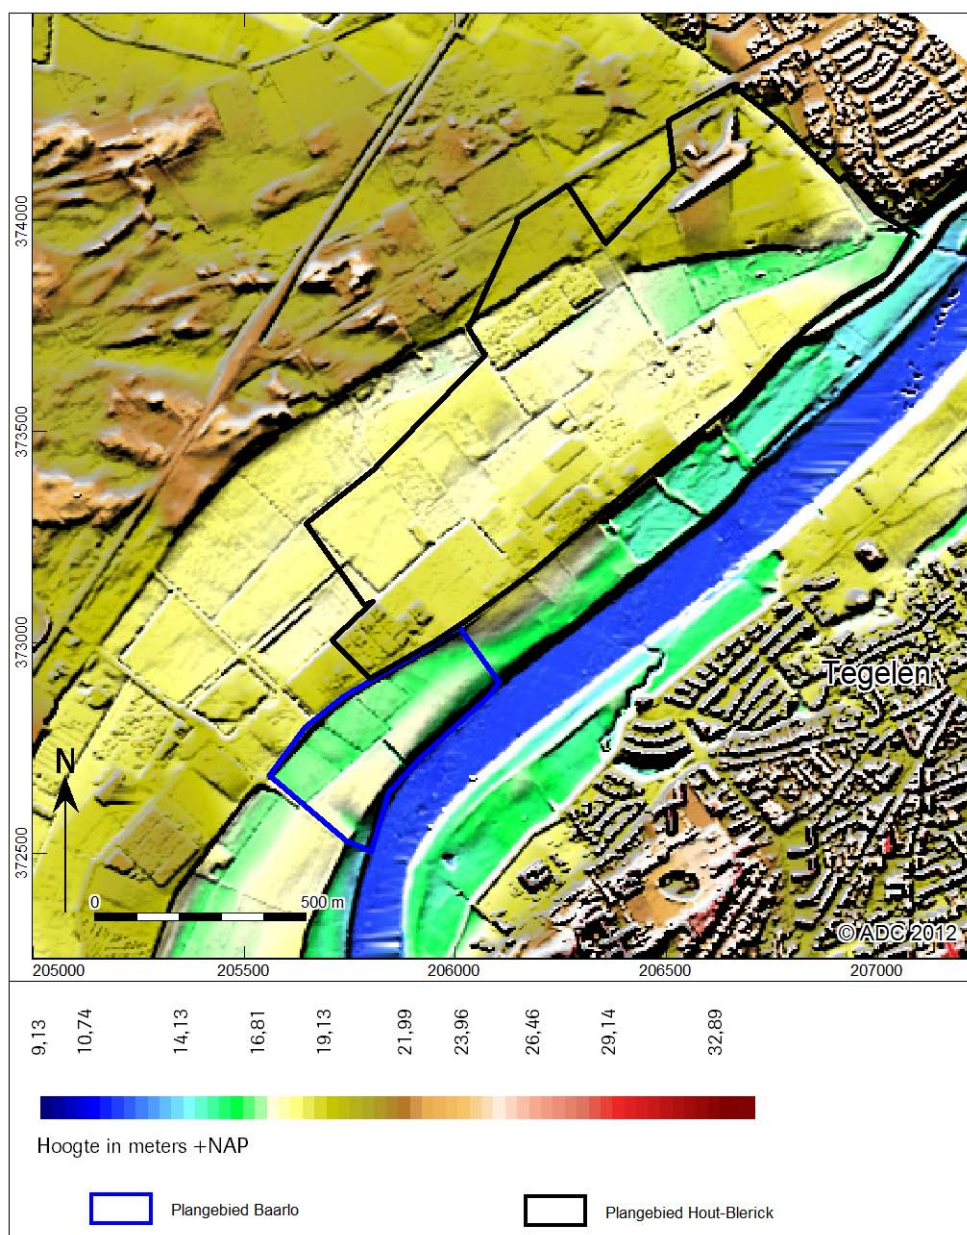 374000
373500
373000
372500
Tegelen
N
0 500 m
© ADC 2012
205000 205500 206000 206500 207000
9,13 10,74 14,13 16,81 19,13 21,99 23,96 26,46 29,14 32,89
Hoogte in meters +NAP
Plangebied Baarlo Plangebied Hout-Blerick